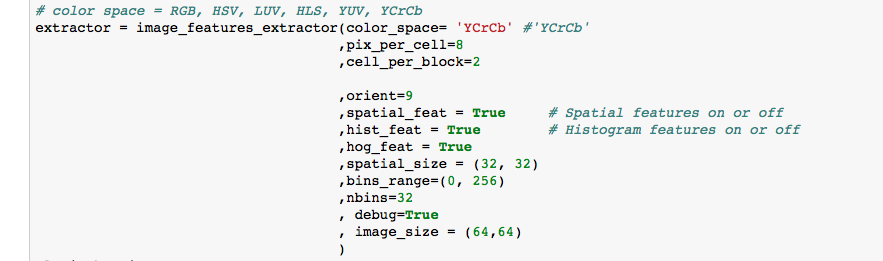 # color space = RGB, HSV, LUV, HLS, YUV, YCrCb
extractor = image_features_extractor(color_space= 'YCrCb' #'YCrCb'
,pix_per_cell=8
,cell_per_block=2
,orient=9
,spatial_feat = True # Spatial features on or off
,hist_feat = True # Histogram features on or off
,hog_feat = True
,spatial_size = (32, 32)
,bins_range=(0, 256)
,nbins=32
, debug=True
, image_size = (64,64)
)